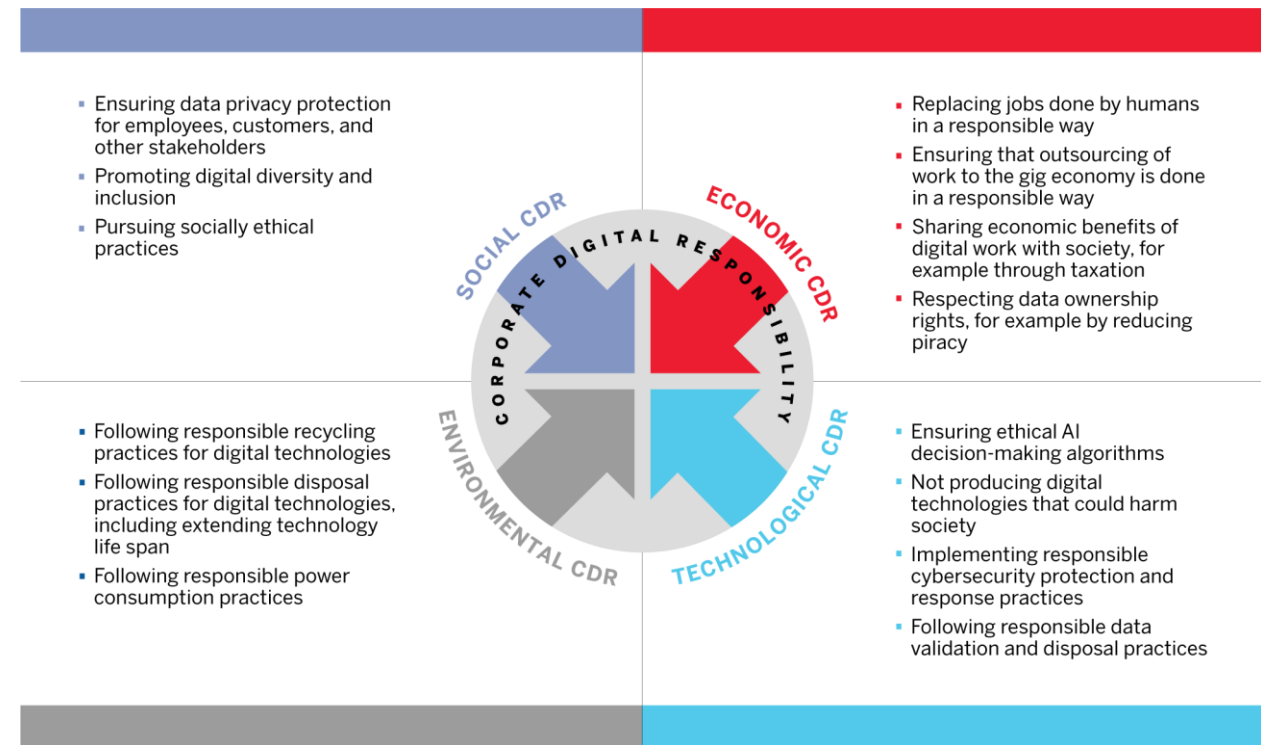 Ensuring data privacy protection
for employees, customers, and
other stakeholders
Promoting digital diversity and
inclusion
Pursuing socially ethical
practices
Replacing jobs done by humans
in a responsible way
Ensuring that outsourcing of
work to the gig economy is done
in a responsible way
Sharing economic benefits of
digital work with society, for
example through taxation
Respecting data ownership
rights, for example by reducing
piracy
SOCIAL CDR
ECONOMIC CDR
CORPORATE DIGITAL RESPONSIBILITY
ENVIRONMENTAL CDR
TECHNOLOGICAL CDR
Following responsible recycling
practices for digital technologies
Following responsible disposal
practices for digital technologies,
including extending technology
life span
Following responsible power
consumption practices
Ensuring ethical AI
decision-making algorithms
Not producing digital
technologies that could harm
society
Implementing responsible
cybersecurity protection and
response practices
Following responsible data
validation and disposal practices